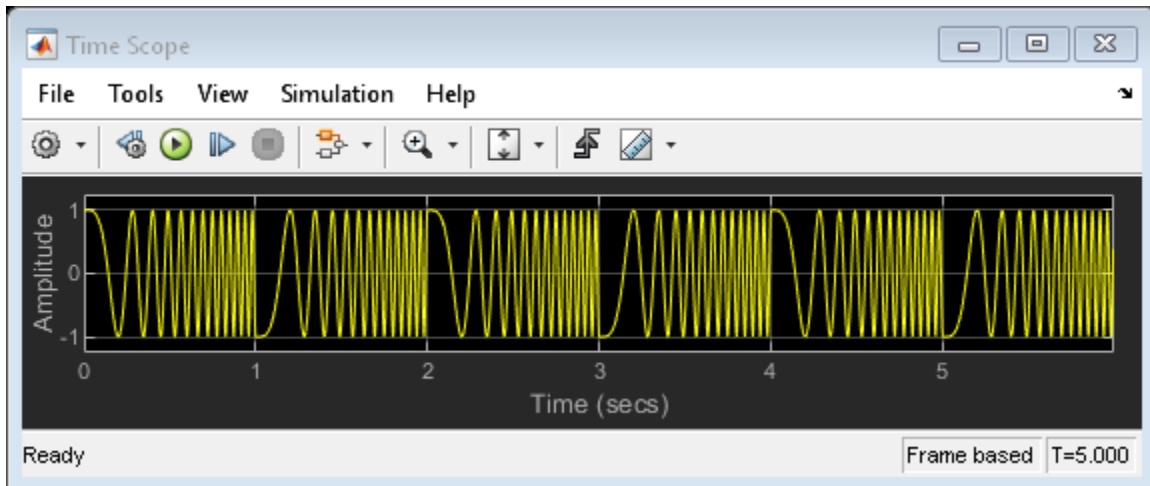 Time Scope
File Tools View Simulation Help
Amplitude
1
0
-1
0 1 2 3 4 5
Time (secs)
Ready Frame based T=5.000